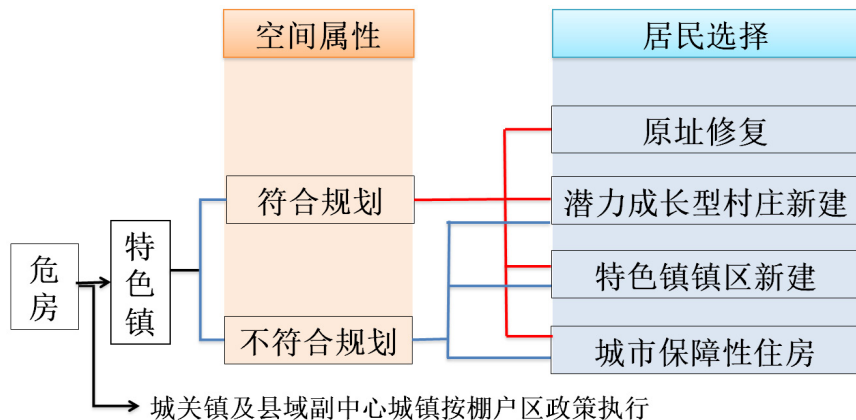 空间属性
居民选择
原址修复
符合规划
潜力成长型村庄新建
危房
特色镇
特色镇镇区新建
不符合规划
城市保障性住房
城关镇及县域副中心城镇按棚户区政策执行